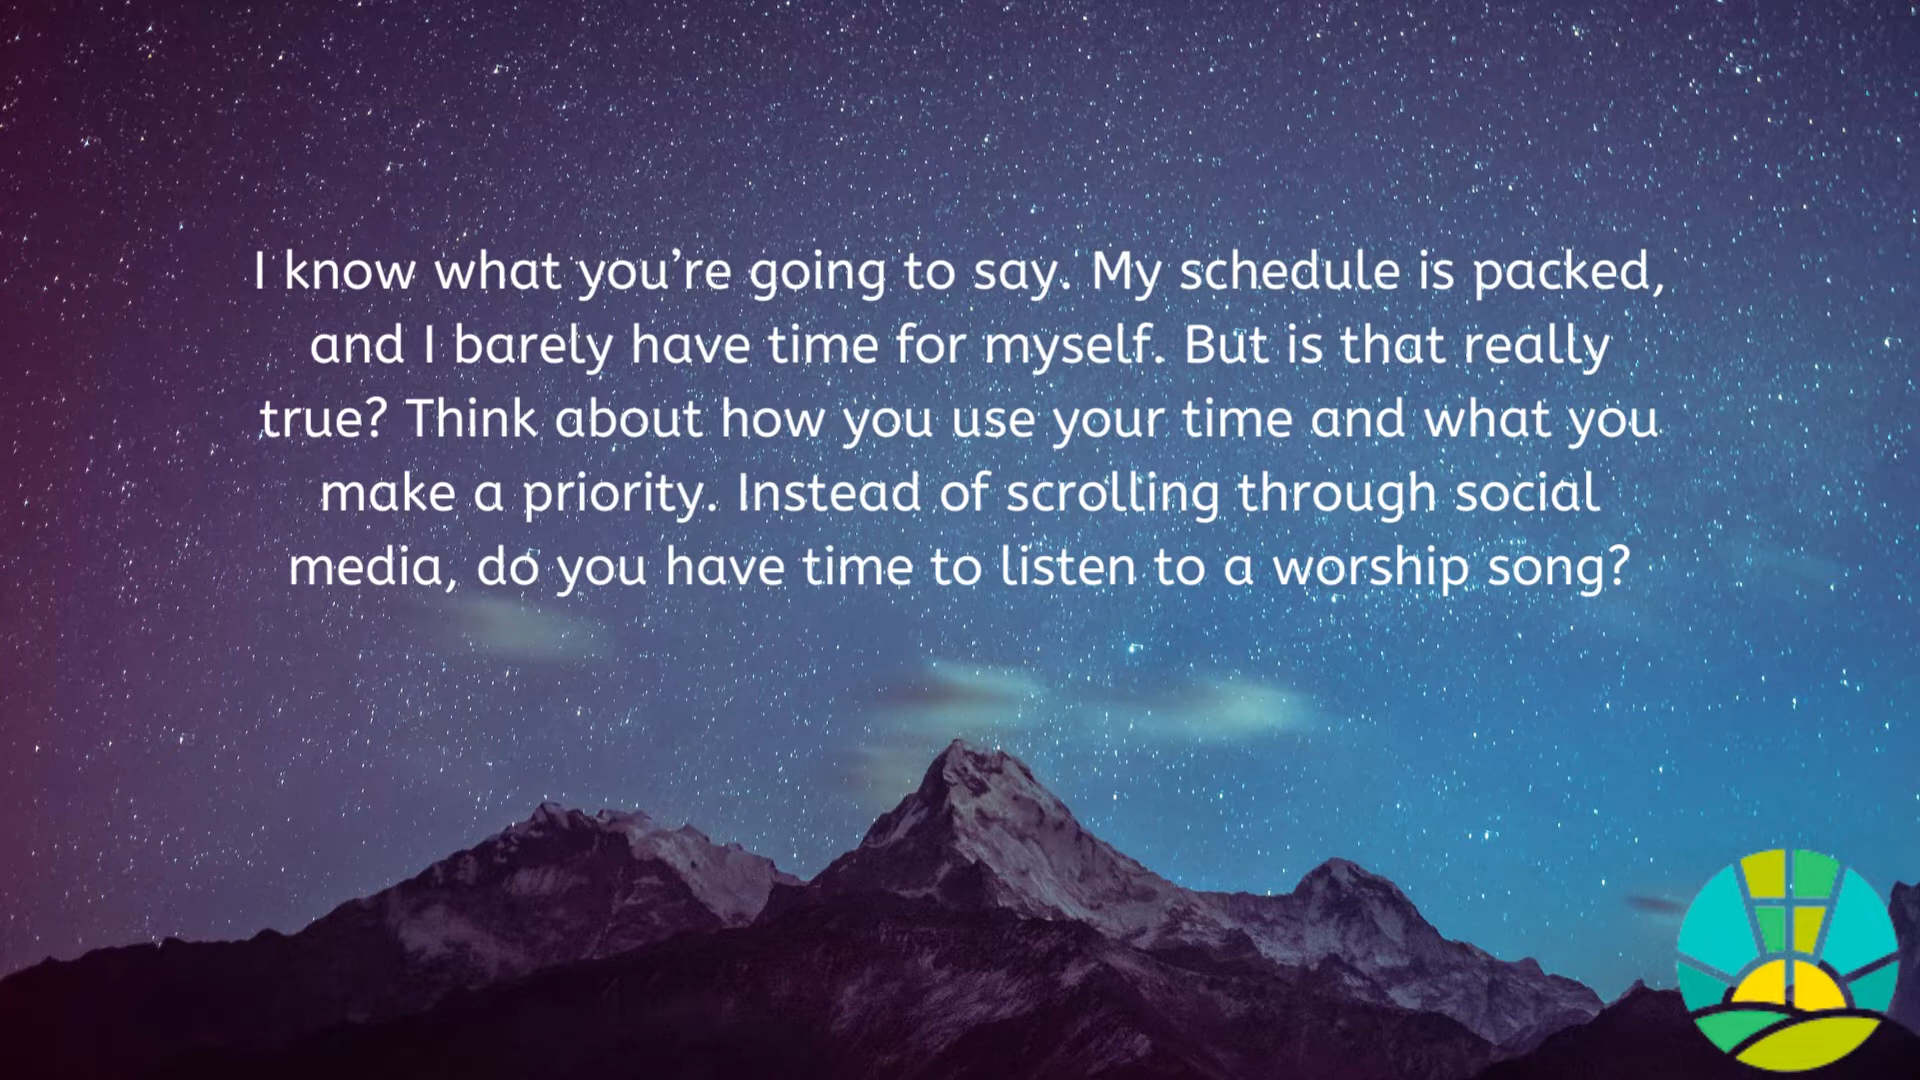 I know what you’re going to say. My schedule is packed,
and I barely have time for myself. But is that really
true? Think about how you use your time and what you
make a priority. Instead of scrolling through social
media, do you have time to listen to a worship song?